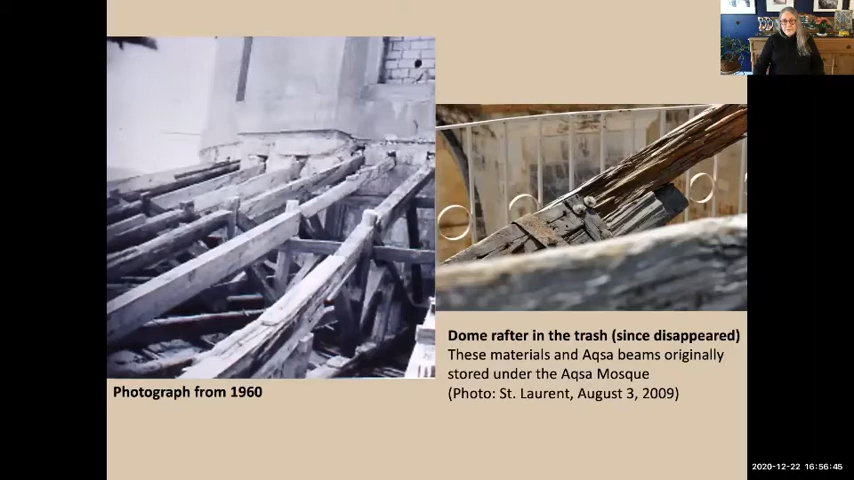 Photograph from 1960
Dome rafter in the trash (since disappeared)
These materials and Aqsa beams originally
stored under the Aqsa Mosque
(Photo: St. Laurent, August 3, 2009)
2020-12-22 16:56:45